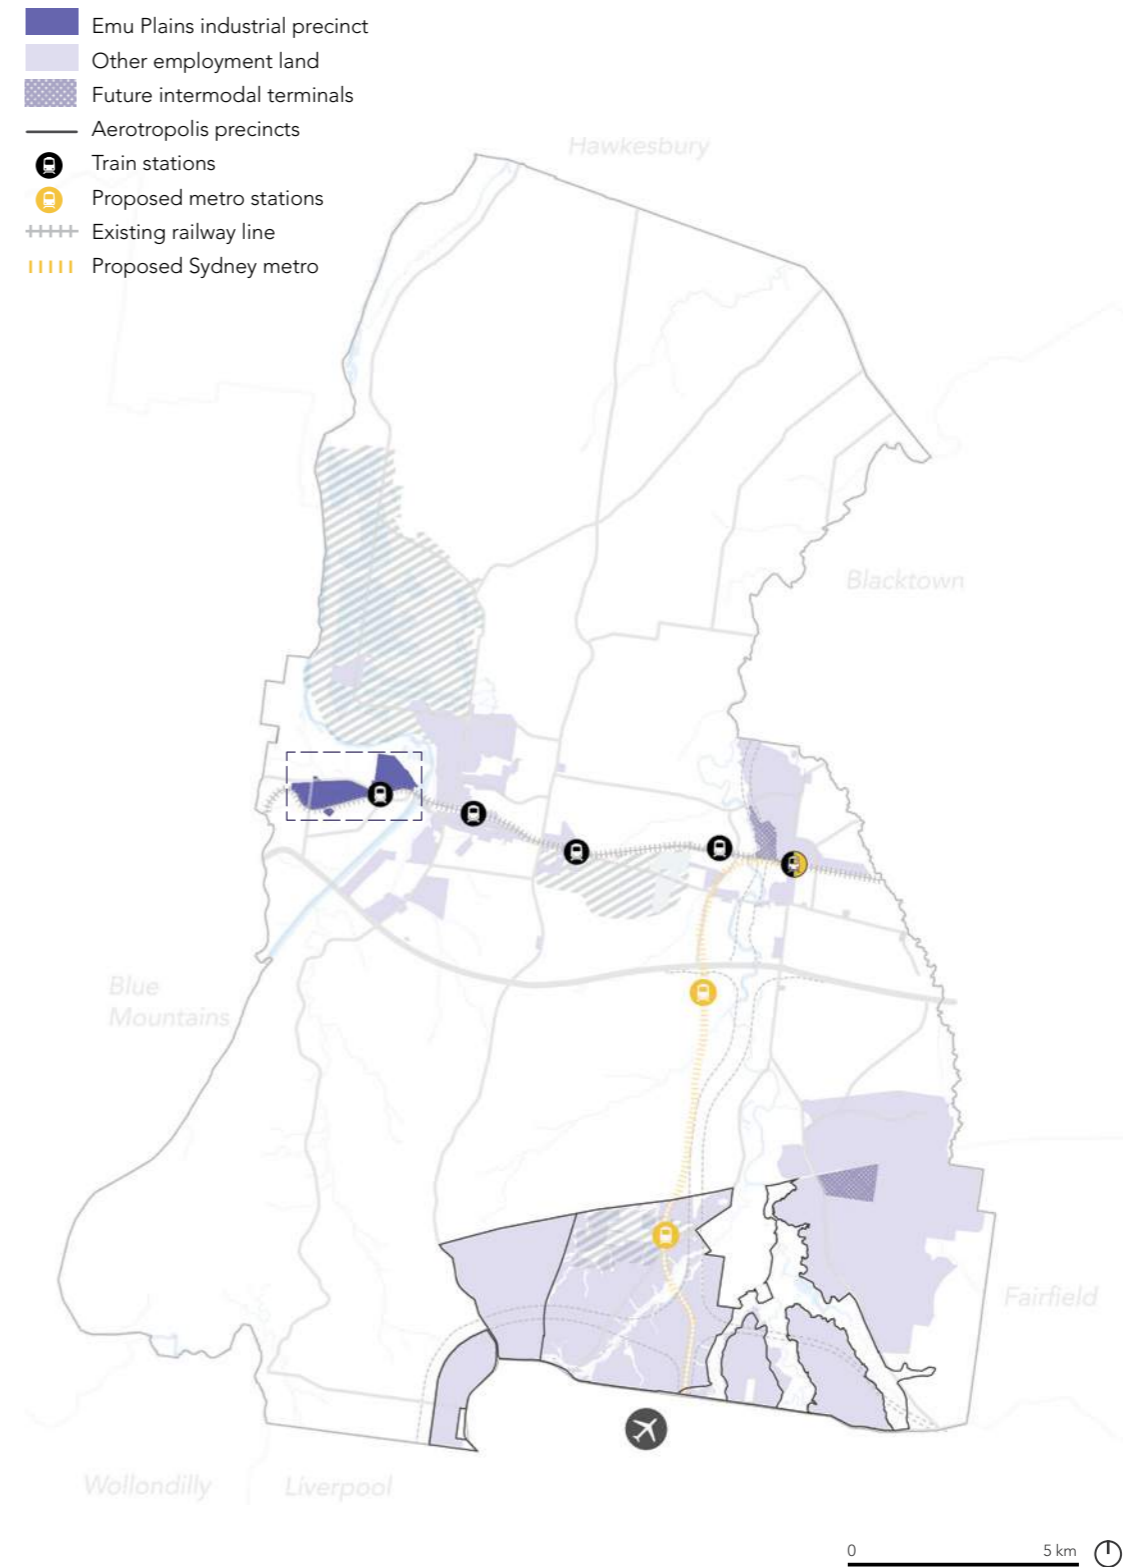 Emu Plains industrial precinct
Other employment land
Future intermodal terminals
Aerotropolis precincts
Train stations
Proposed metro stations
Existing railway line
Proposed Sydney metro
Hawkesbury
Blacktown
Blue
Mountains
Fairfield
Wollondilly
Liverpool
0
5 km